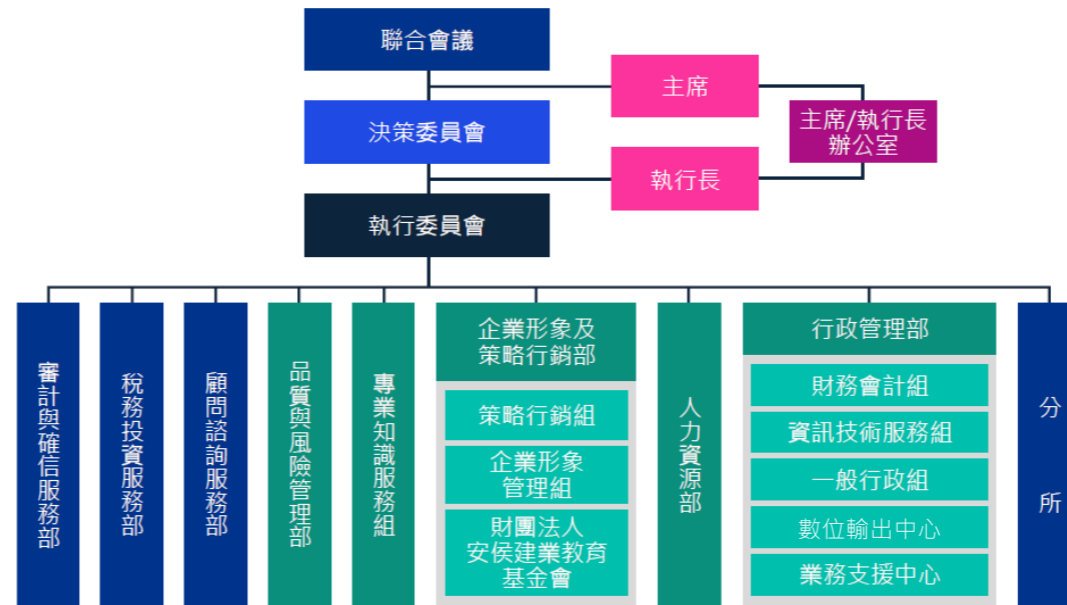 聯合會議
主席
決策委員會
主席/執行長
辦公室
執行長
執行委員會
審計與確信服務部
稅務投資服務部
顧問諮詢服務部
品質與風險管理部
專業知識服務組
企業形象及
策略行銷部
策略行銷組
企業形象
管理組
財團法人
安侯建業教育
基金會
人力資源部
行政管理部
財務會計組
資訊技術服務組
一般行政組
數位輸出中心
業務支援中心
分所